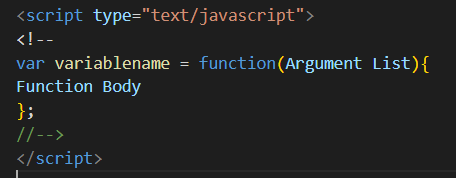 <script type="text/javascript">
<!--
var variablename = function(Argument List){
Function Body
};
//-->
</script>